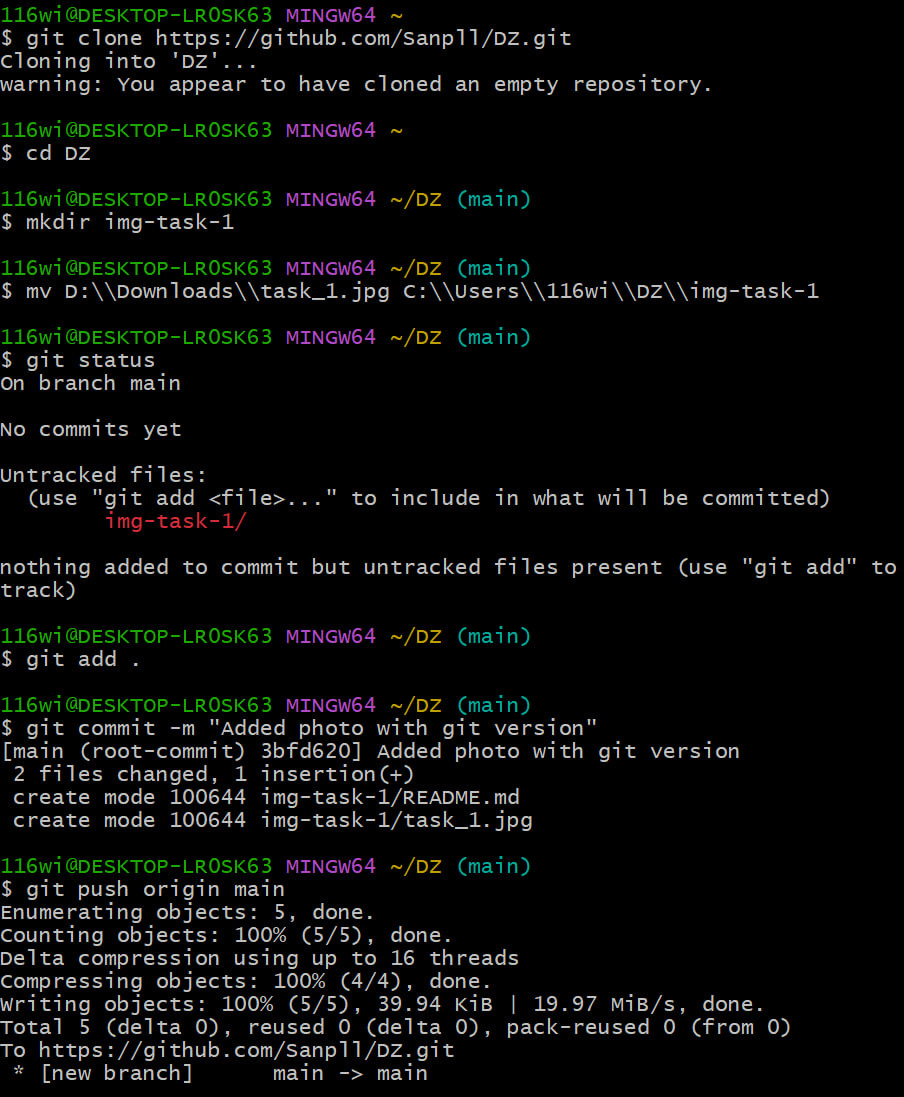 116wi@DESKTOP-LR0SK63 MINGW64 ~
$ git clone https://github.com/Sanpll/DZ.git
Cloning into 'DZ'...
warning: You appear to have cloned an empty repository.
116wi@DESKTOP-LR0SK63 MINGW64 ~
$ cd DZ
116wi@DESKTOP-LR0SK63 MINGW64 ~/DZ (main)
$ mkdir img-task-1
116wi@DESKTOP-LR0SK63 MINGW64 ~/DZ (main)
$ mv D:\\Downloads\\task_1.jpg C:\\Users\\116wi\\DZ\\img-task-1
116wi@DESKTOP-LR0SK63 MINGW64 ~/DZ (main)
$ git status
On branch main
No commits yet
Untracked files:
  (use "git add <file>..." to include in what will be committed)
        img-task-1/
nothing added to commit but untracked files present (use "git add" to
track)
116wi@DESKTOP-LR0SK63 MINGW64 ~/DZ (main)
$ git add .
116wi@DESKTOP-LR0SK63 MINGW64 ~/DZ (main)
$ git commit -m "Added photo with git version"
[main (root-commit) 3bfd620] Added photo with git version
 2 files changed, 1 insertion(+)
 create mode 100644 img-task-1/README.md
 create mode 100644 img-task-1/task_1.jpg
116wi@DESKTOP-LR0SK63 MINGW64 ~/DZ (main)
$ git push origin main
Enumerating objects: 5, done.
Counting objects: 100% (5/5), done.
Delta compression using up to 16 threads
Compressing objects: 100% (4/4), done.
Writing objects: 100% (5/5), 39.94 KiB | 19.97 MiB/s, done.
Total 5 (delta 0), reused 0 (delta 0), pack-reused 0 (from 0)
To https://github.com/Sanpll/DZ.git
 * [new branch]      main -> main